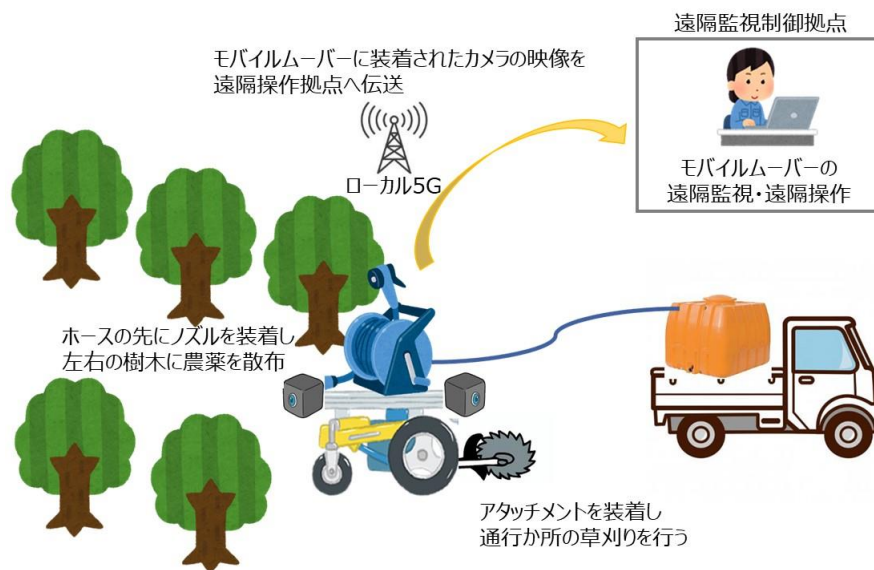 遠隔監視制御拠点
モバイルムーバーに装着されたカメラの映像を
遠隔操作拠点へ伝送
ローカル5G
モバイルムーバーの
遠隔監視・遠隔操作
ホースの先にノズルを装着し
左右の樹木に農薬を散布
アタッチメントを装着し
通行か所の草刈りを行う